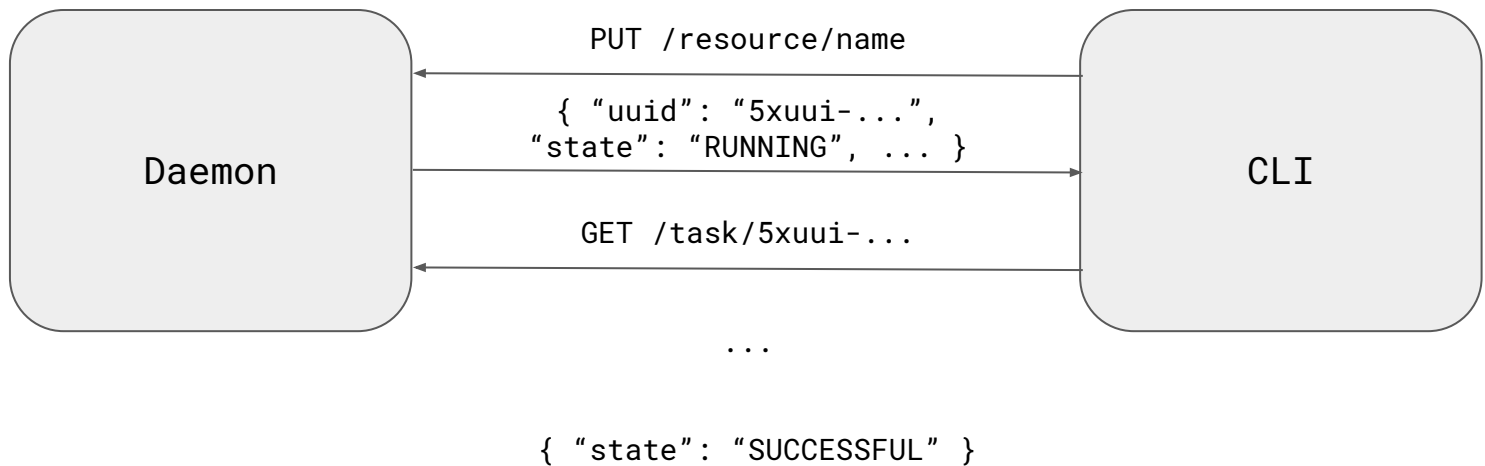 PUT /resource/name
{ “uuid”: “5xuui-...”,
“state”: “RUNNING”, ... }
Daemon
CLI
GET /task/5xuui-...
...
{ “state”: “SUCCESSFUL” }